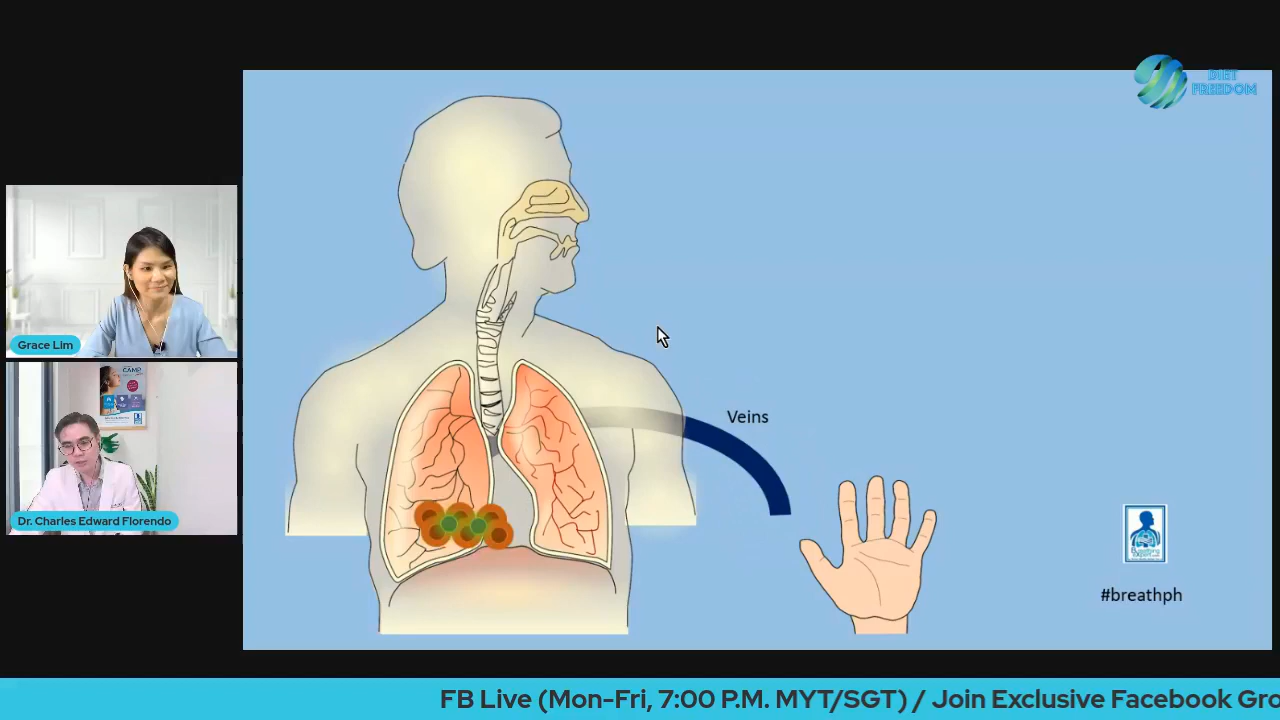 DIET
FREEDOM
Grace Lim
Dr. Charles Edward Florendo
Veins
#breathph
FB Live (Mon-Fri, 7:00 P.M. MYT/SGT) / Join Exclusive Facebook Gro